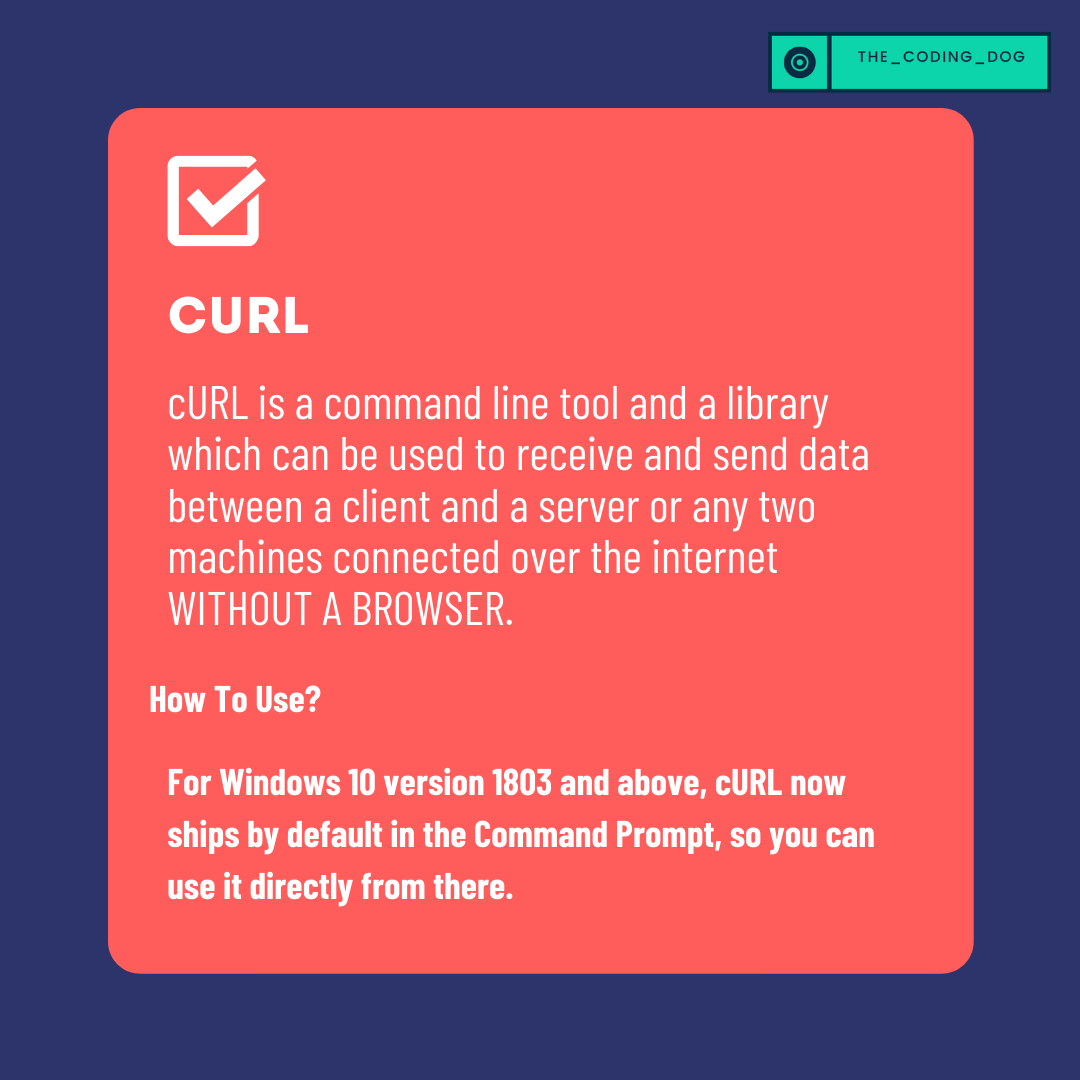 THE_CODING_DOG
CURL
cURL is a command line tool and a library
which can be used to receive and send data
between a client and a server or any two
machines connected over the internet
WITHOUT A BROWSER.
How To Use?
For Windows 10 version 1803 and above, cURL now
ships by default in the Command Prompt, so you can
use it directly from there.